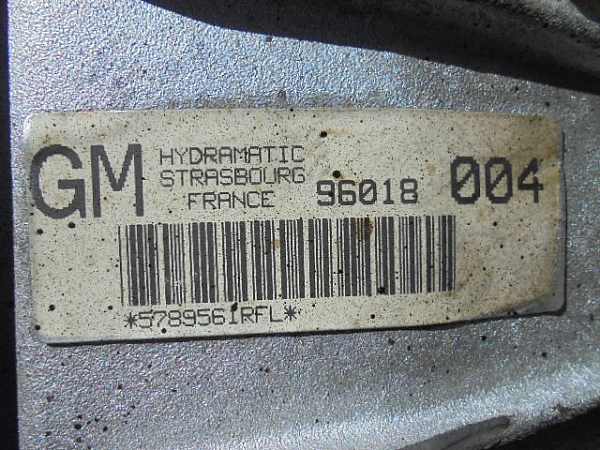 GM HYDRAMATIC
STRASBOURG
FRANCE 96018 004
*5789561RFL*